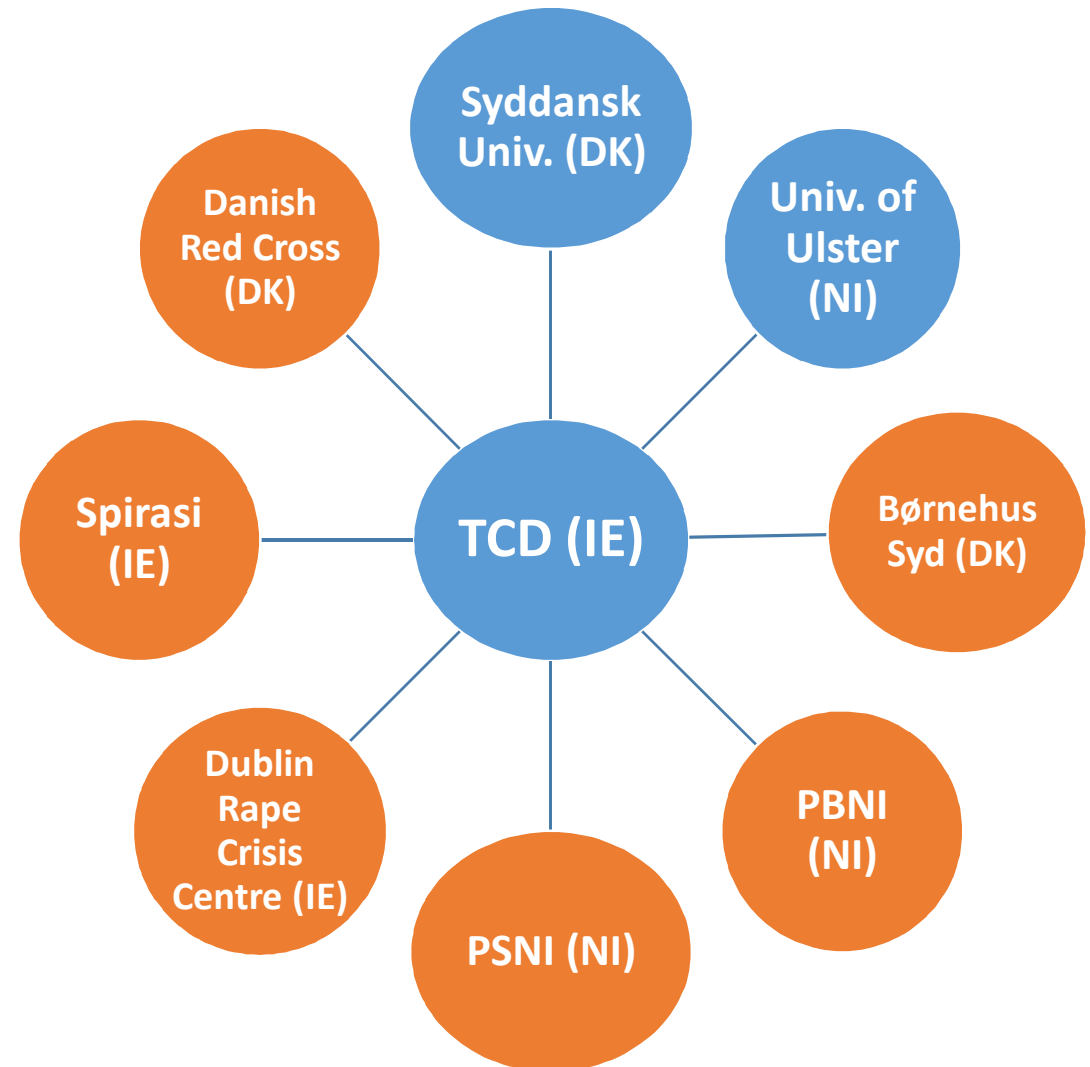 Syddansk
Univ. (DK)
Univ. of
Ulster
(NI)
Danish
Red Cross
(DK)
Spirasi
(IE)
TCD (IE)
Børnehus
Syd (DK)
Dublin
Rape
Crisis
Centre (IE)
PBNI
(NI)
PSNI (NI)